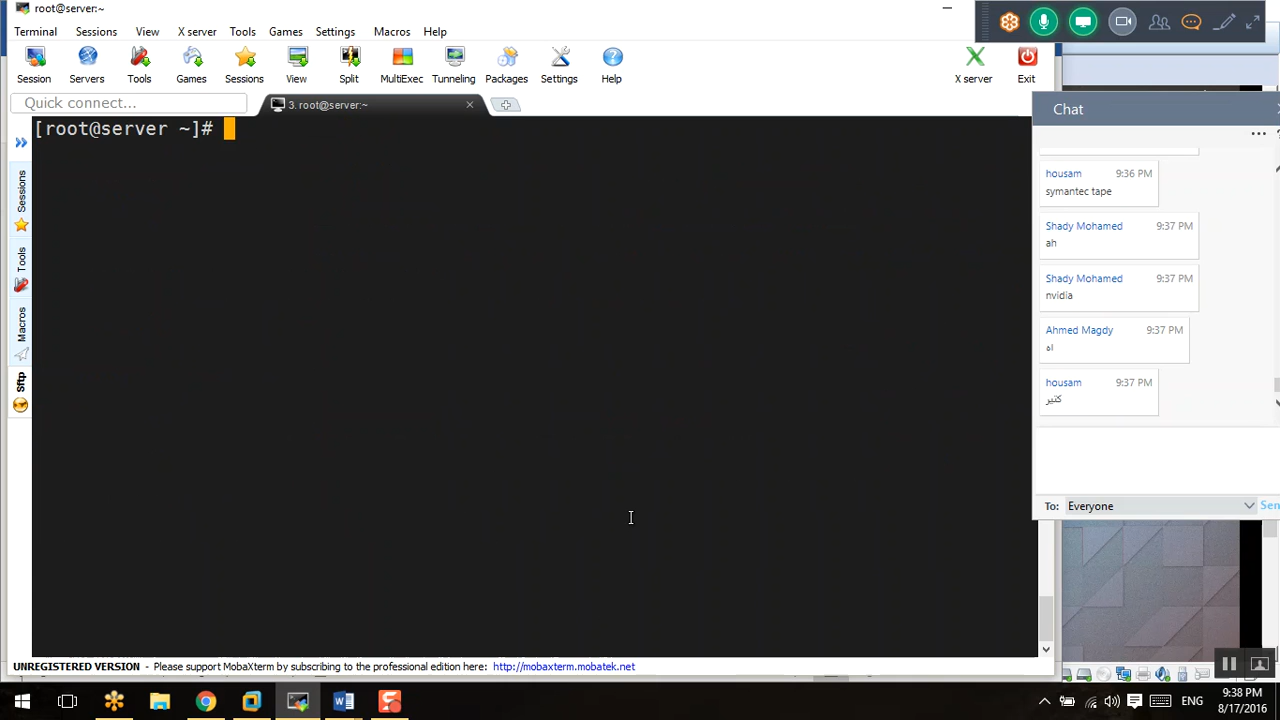 root@server:~
Terminal Sessions View X server Tools Games Settings Macros Help
Session Servers Tools Games Sessions View Split MultiExec Tunneling Packages Settings Help X server Exit
Quick connect...
3. root@server:~
[root@server ~]#
Sessions
Tools
Macros
Sftp
Chat
housam 9:36 PM
symantec tape
Shady Mohamed 9:37 PM
ah
Shady Mohamed 9:37 PM
nvidia
Ahmed Magdy 9:37 PM
اه
housam 9:37 PM
كتير
To: Everyone Sen
UNREGISTERED VERSION - Please support MobaXterm by subscribing to the professional edition here: http://mobaxterm.mobatek.net
ENG
9:38 PM
8/17/2016